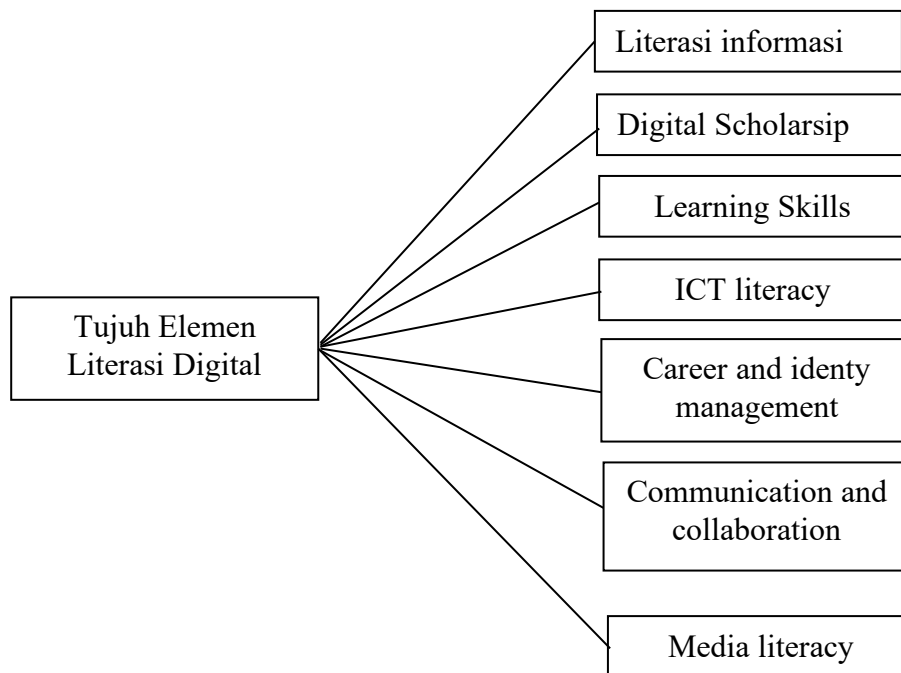 Tujuh Elemen
Literasi Digital
Literasi informasi
Digital Scholarsip
Learning Skills
ICT literacy
Career and identy
management
Communication and
collaboration
Media literacy